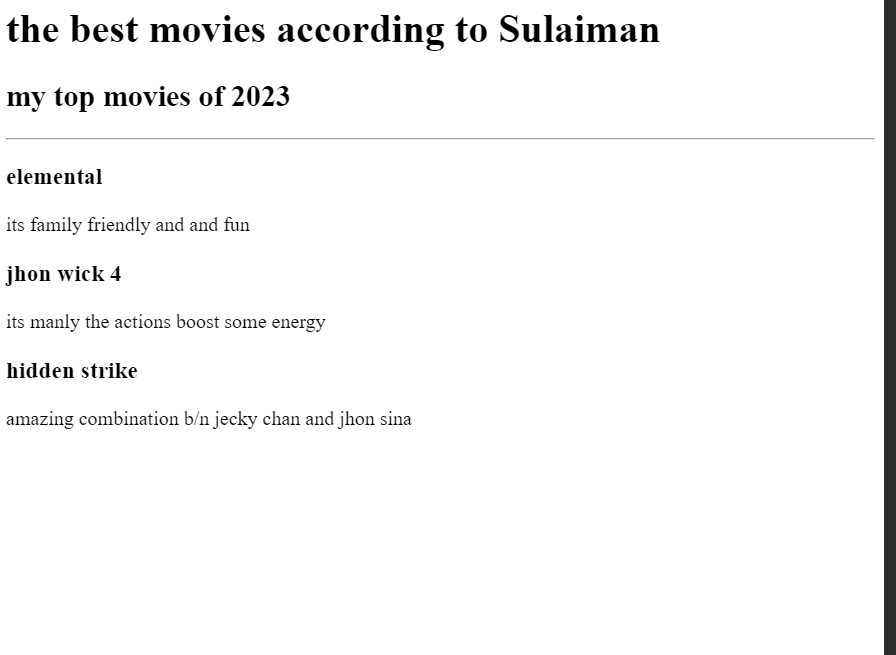 the best movies according to Sulaiman
my top movies of 2023
elemental
its family friendly and and fun
jhon wick 4
its manly the actions boost some energy
hidden strike
amazing combination b/n jecky chan and jhon sina